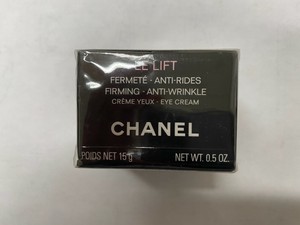 LE LIFT
FERMETÉ - ANTI-RIDES
FIRMING - ANTI-WRINKLE
CRÈME YEUX - EYE CREAM
CHANEL
POIDS NET 15 g NET WT. 0.5 OZ.